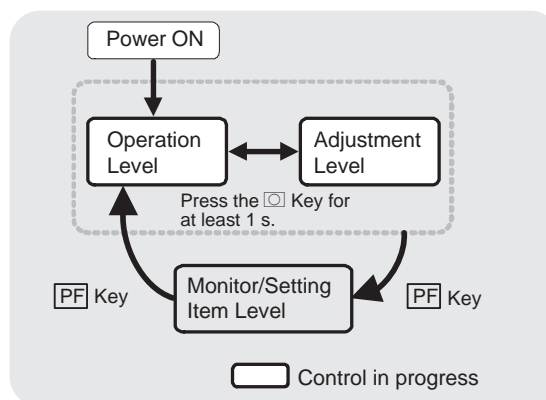 Power ON
Operation
Level
Adjustment
Level
Press the O Key for
at least 1 s.
Monitor/Setting
Item Level
PF Key
PF Key
Control in progress